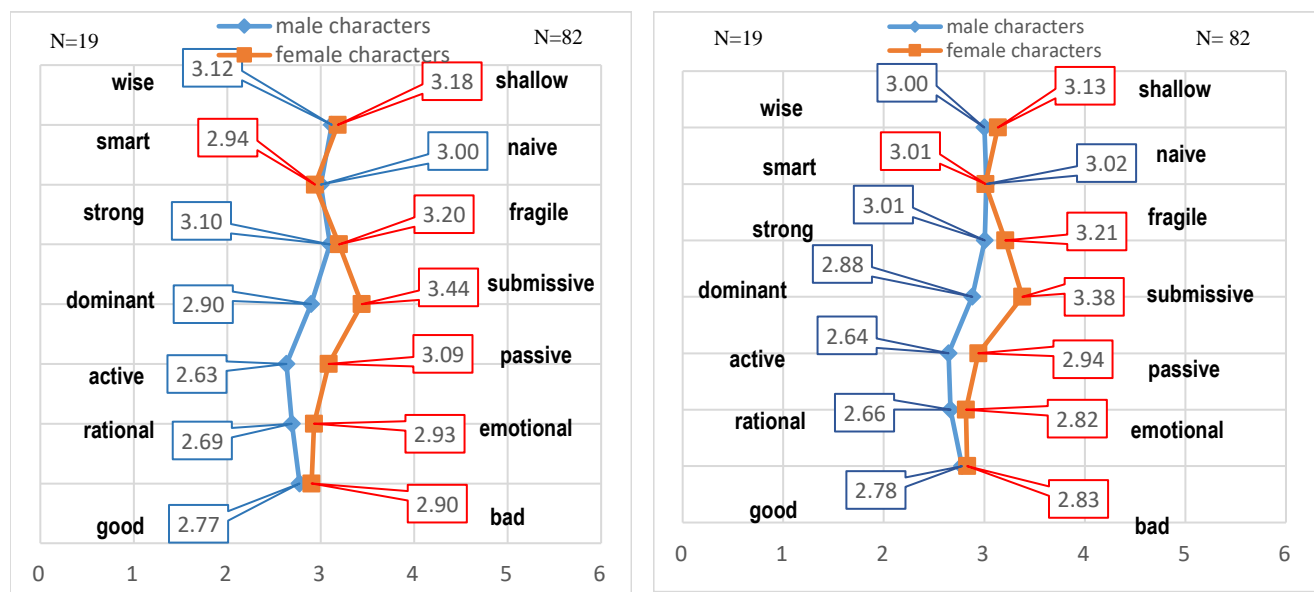 N=19
male characters
N=82
female characters
wise
3.12
3.18
shallow
smart
2.94
3.00
naive
strong
3.10
3.20
fragile
dominant
2.90
3.44
submissive
active
2.63
3.09
passive
rational
2.69
2.93
emotional
good
2.77
2.90
bad
0 1 2 3 4 5 6
N=19
male characters
N= 82
female characters
wise
3.00
3.13
shallow
smart
3.01
3.02
naive
strong
3.01
3.21
fragile
dominant
2.88
3.38
submissive
active
2.64
2.94
passive
rational
2.66
2.82
emotional
good
2.78
2.83
bad
0 1 2 3 4 5 6